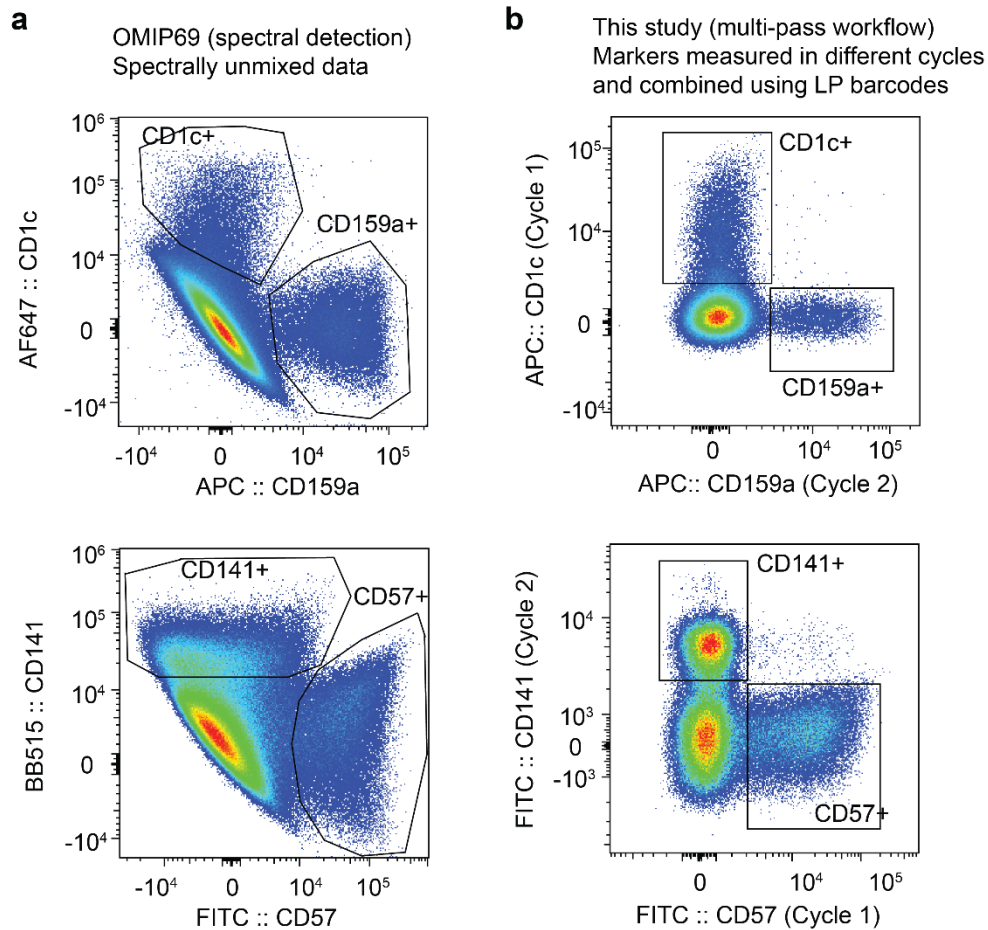 a
OMIP69 (spectral detection)
Spectrally unmixed data
10^6
10^5
10^4
0
-10^4
AF647 :: CD1c
CD1c+
CD159a+
-10^4
0
10^4
10^5
APC :: CD159a
10^6
10^5
10^4
0
-10^4
BB515 :: CD141
CD141+
CD57+
-10^4
0
10^4
10^5
FITC :: CD57
b
This study (multi-pass workflow)
Markers measured in different cycles
and combined using LP barcodes
10^5
10^4
0
-10^4
APC:: CD1c (Cycle 1)
CD1c+
CD159a+
0
10^4
10^5
APC:: CD159a (Cycle 2)
10^4
10^3
0
-10^3
FITC :: CD141 (Cycle 2)
CD141+
CD57+
0
10^4
10^5
FITC :: CD57 (Cycle 1)